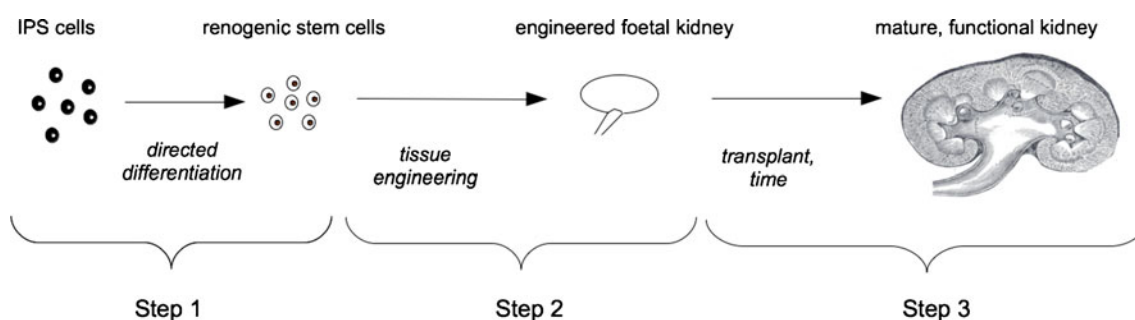 IPS cells
renogenic stem cells
engineered foetal kidney
mature, functional kidney
directed
differentiation
tissue
engineering
transplant,
time
Step 1
Step 2
Step 3